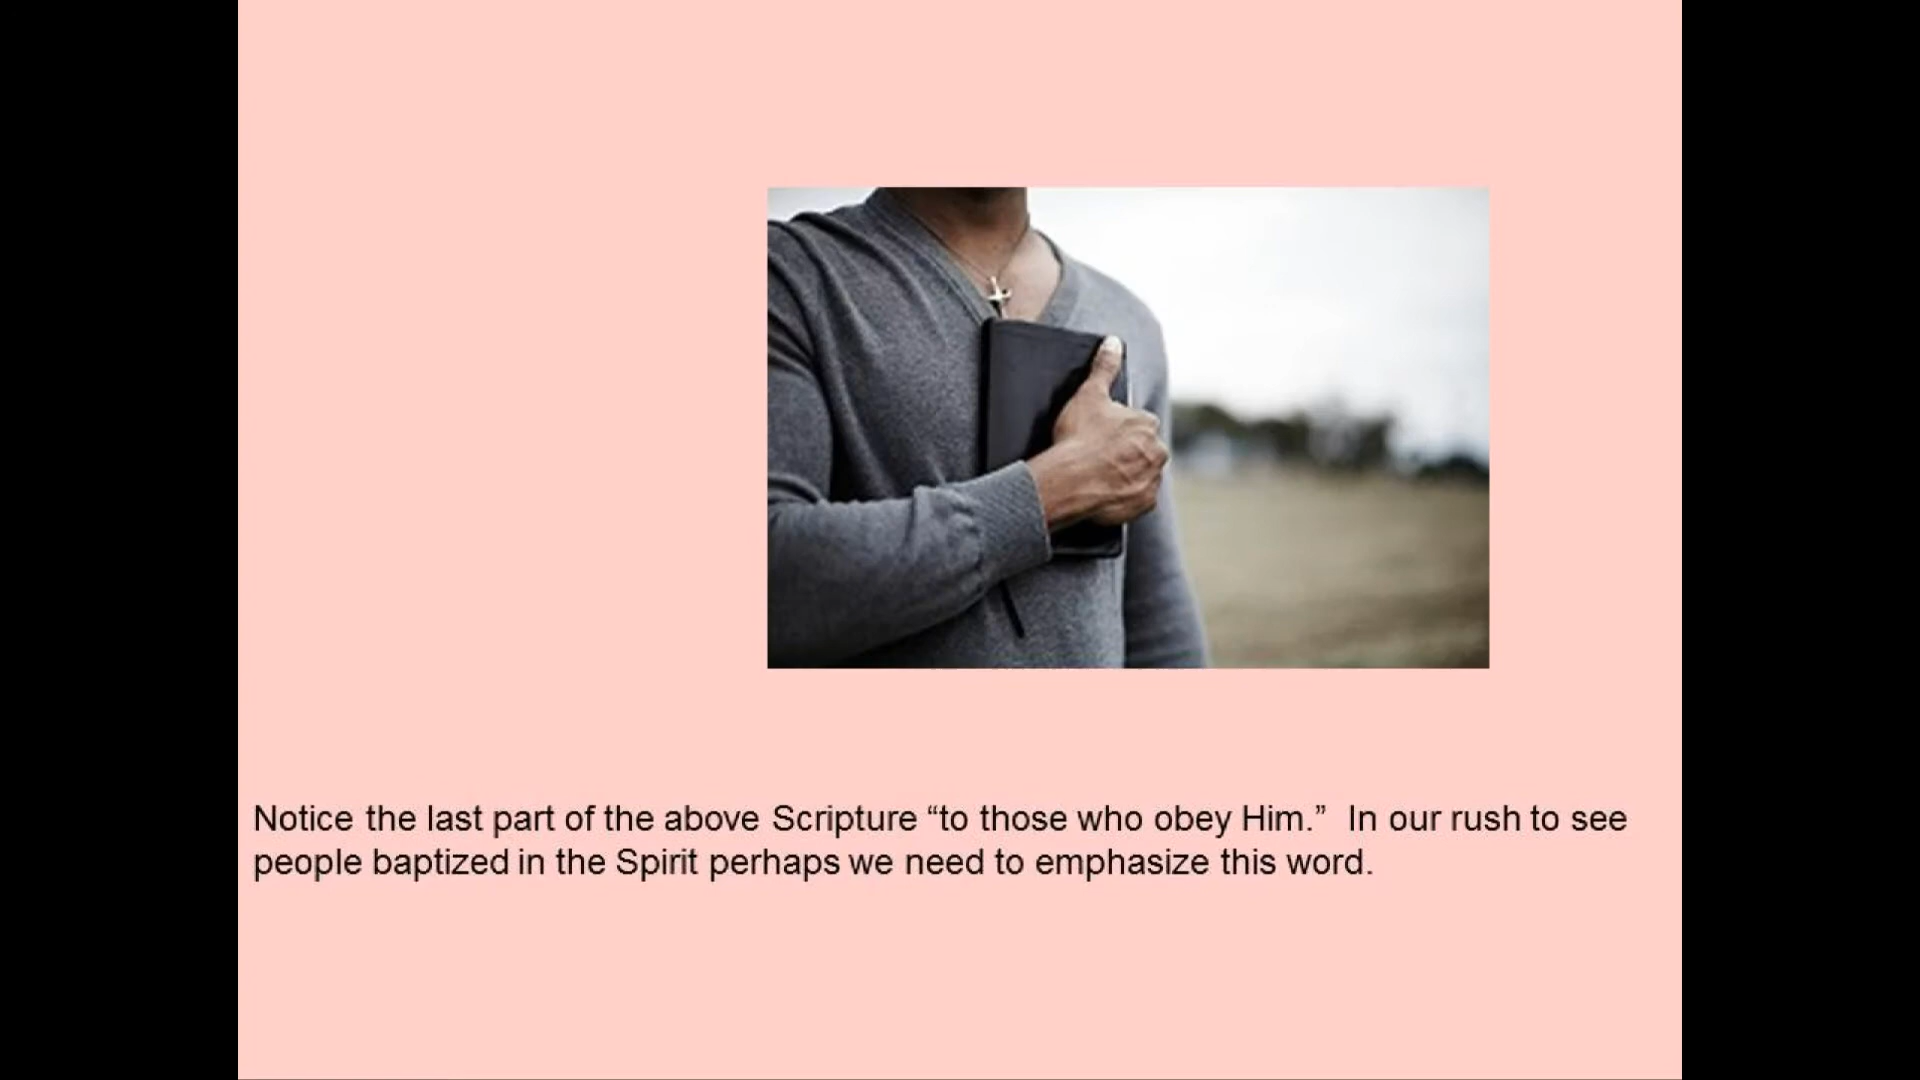 Notice the last part of the above Scripture “to those who obey Him.”  In our rush to see
people baptized in the Spirit perhaps we need to emphasize this word.